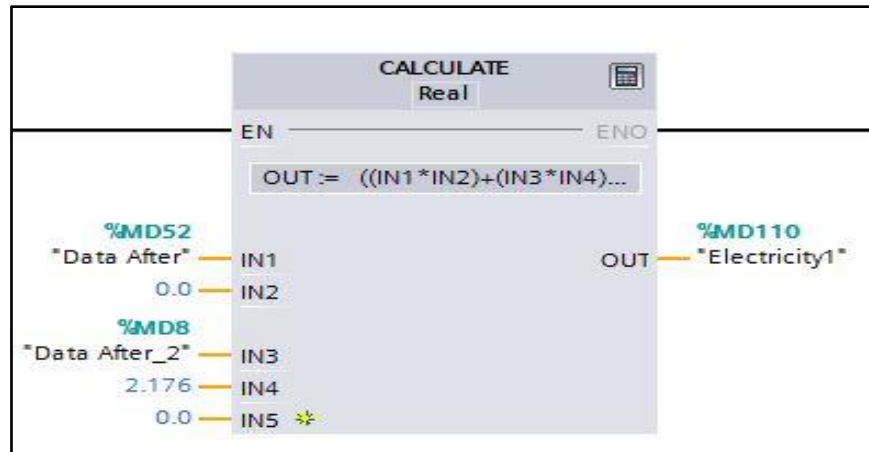 CALCULATE
Real
EN ENO
OUT := ((IN1*IN2)+(IN3*IN4)...
%MD52
"Data After" IN1
0.0 IN2
%MD8
"Data After_2" IN3
2.176 IN4
0.0 IN5
%MD110
OUT "Electricity1"